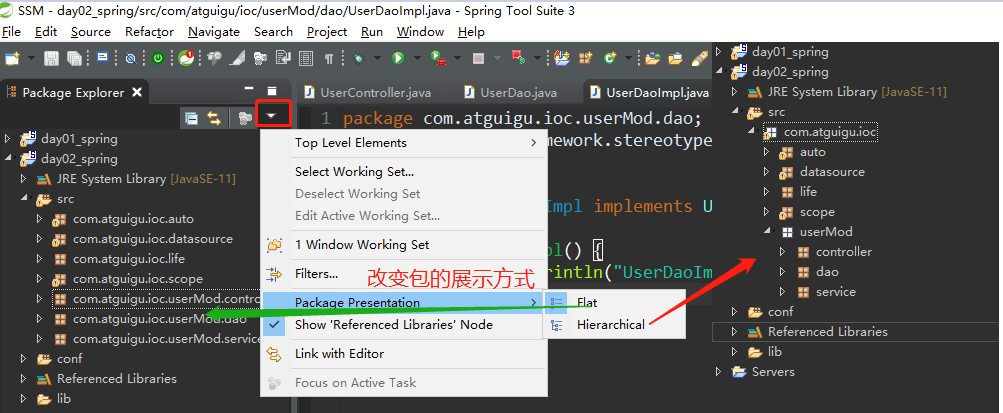 SSM - day02_spring/src/com/atguigu/ioc/userMod/dao/UserDaoImpl.java - Spring Tool Suite 3
File Edit Source Refactor Navigate Search Project Run Window Help
Package Explorer
day01_spring
day02_spring
JRE System Library [JavaSE-11]
src
com.atguigu.ioc.auto
com.atguigu.ioc.datasource
com.atguigu.ioc.life
com.atguigu.ioc.scope
com.atguigu.ioc.userMod.contro
com.atguigu.ioc.userMod.dao
com.atguigu.ioc.userMod.service
conf
Referenced Libraries
lib
UserController.java
UserDao.java
UserDaoImpl.java
1 package com.atguigu.ioc.userMod.dao;
mework.stereotype
Impl implements U
pl() {
println("UserDaoIm
Top Level Elements
Select Working Set...
Deselect Working Set
Edit Active Working Set...
1 Window Working Set
Filters...
改变包的展示方式
Package Presentation
Show 'Referenced Libraries' Node
Link with Editor
Focus on Active Task
Flat
Hierarchical
day01_spring
day02_spring
JRE System Library [JavaSE-11]
src
com.atguigu.ioc
auto
datasource
life
scope
userMod
controller
dao
service
conf
Referenced Libraries
lib
Servers